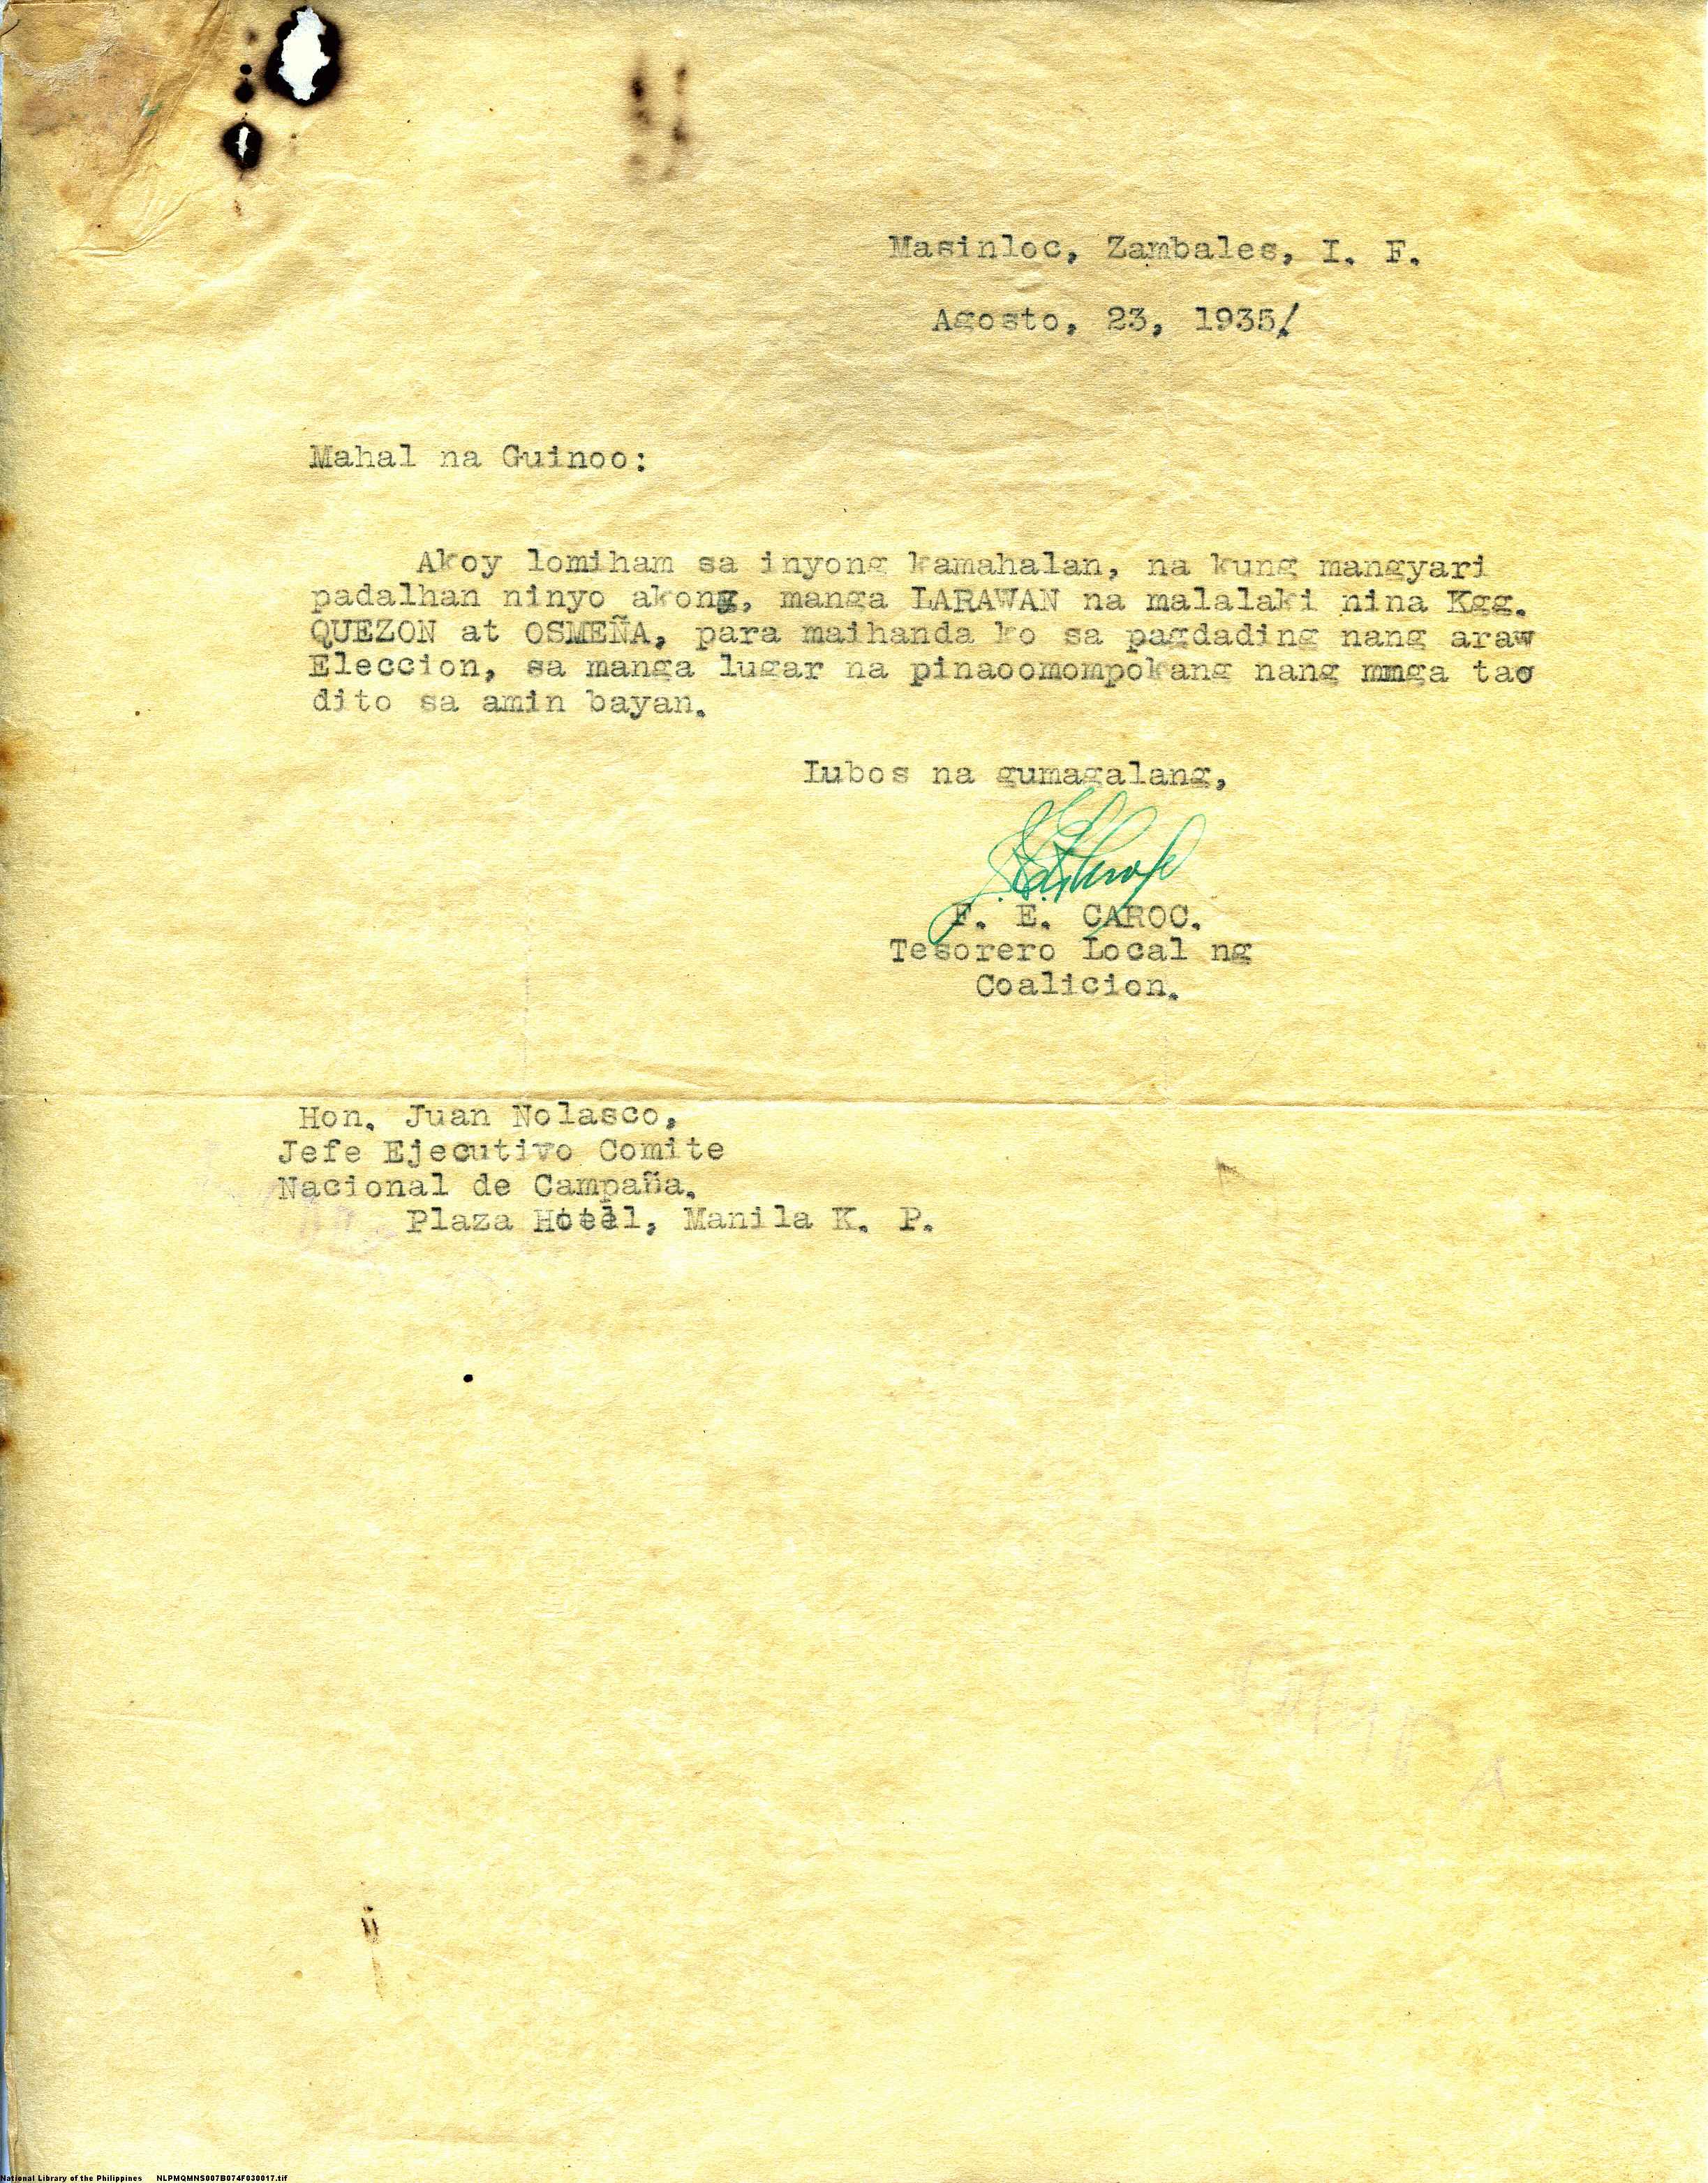 Masinloc, Zambales, I. F.
Agosto, 23, 1935/
Mahal na Guinoo:
Akoy lomiham sa inyong kamahalan, na kung mangyari
padalhan ninyo akong, manga LARAWAN na malalaki nina Kgg.
QUEZON at OSMEÑA, para maihanda ko sa pagdading nang araw
Eleccion, sa manga lugar na pinaoomompokang nang mmga tao
dito sa amin bayan.
Lubos na gumagalang,
F. E. CAROC.
Tesorero Local ng
Coalicion.
Hon. Juan Nolasco,
Jefe Ejecutivo Comite
Nacional de Campaña.
Plaza Hotel, Manila K. P.
National Library of the Philippines NLPMQMNS007B074F030017.tif